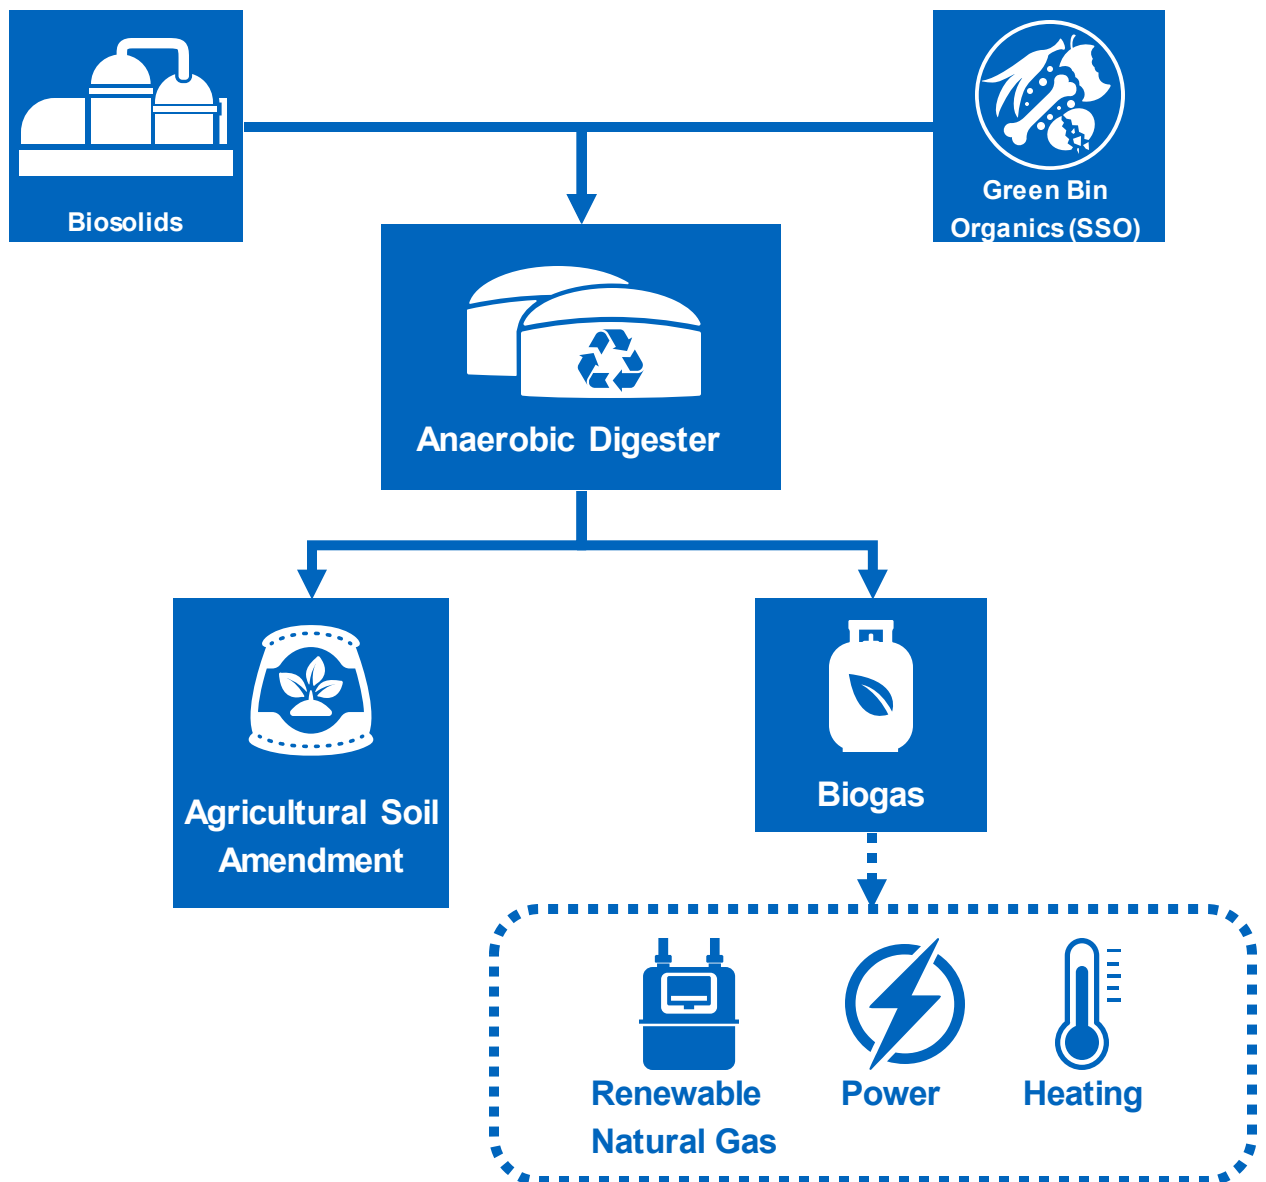 Biosolids
Green Bin
Organics (SSO)
Anaerobic Digester
Agricultural Soil
Amendment
Biogas
Renewable
Natural Gas
Power
Heating